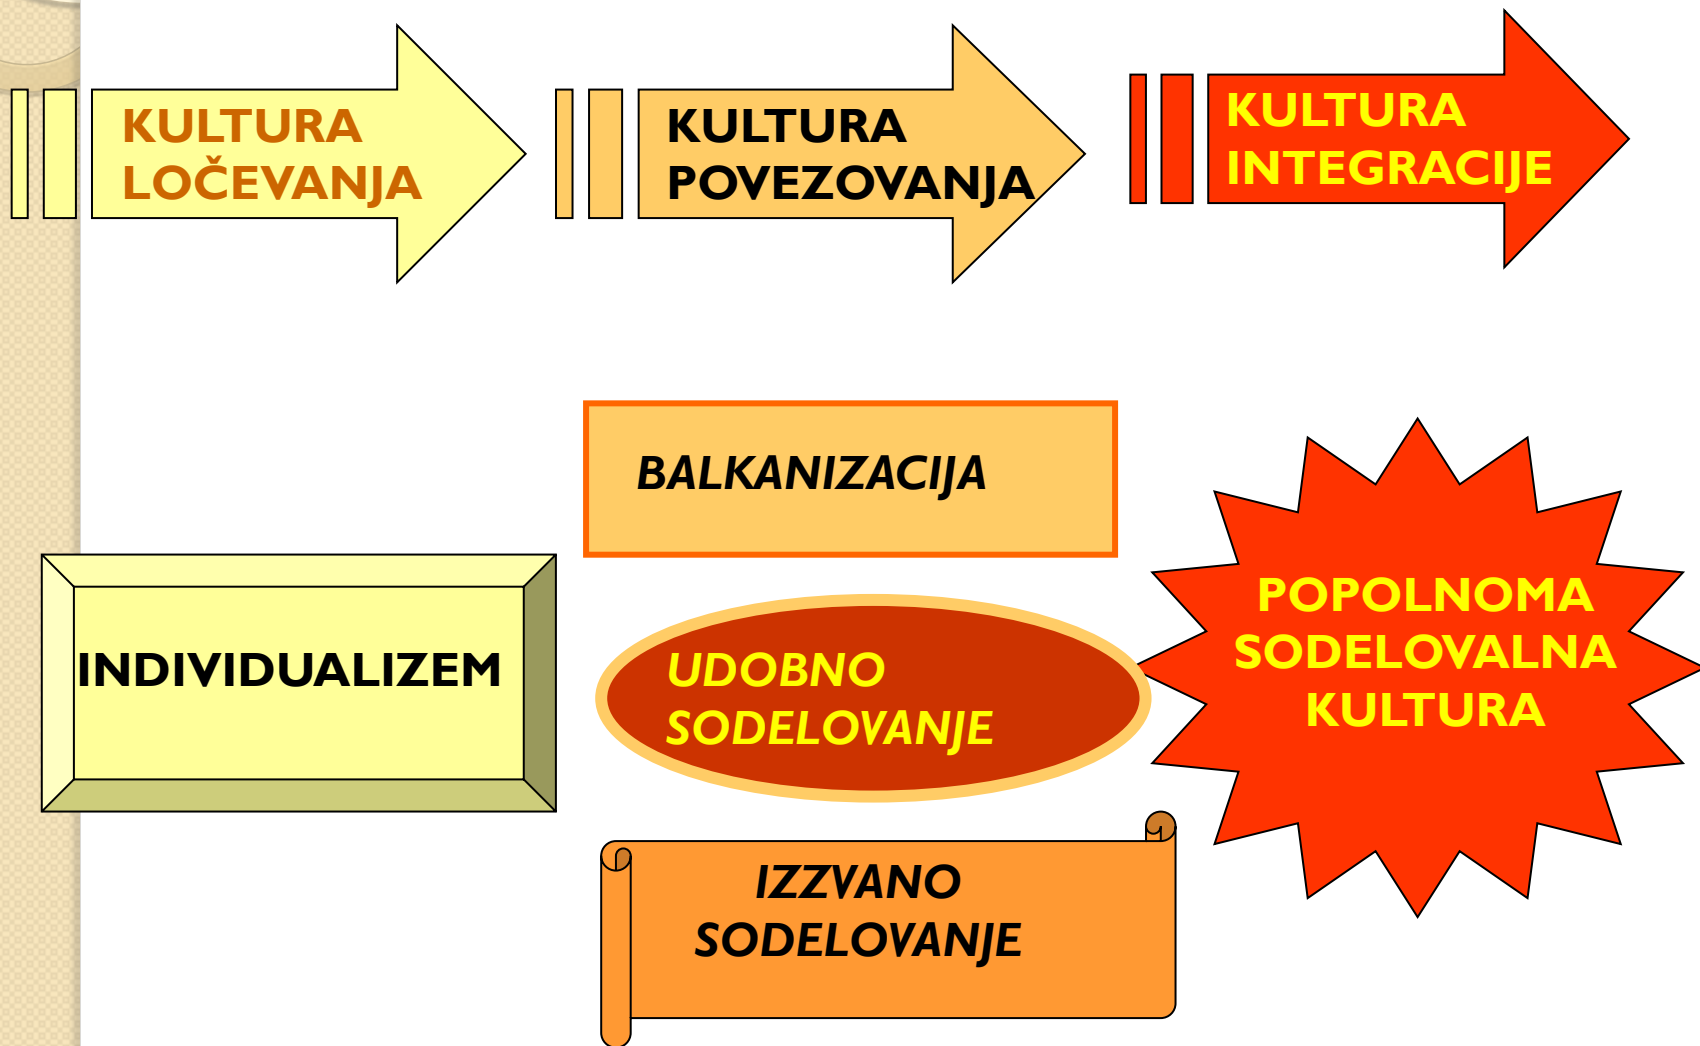 KULTURA
LOČEVANJA
KULTURA
POVEZOVANJA
KULTURA
INTEGRACIJE
BALKANIZACIJA
INDIVIDUALIZEM
UDOBNO
SODELOVANJE
IZZVANO
SODELOVANJE
POPOLNOMA
SODELOVALNA
KULTURA